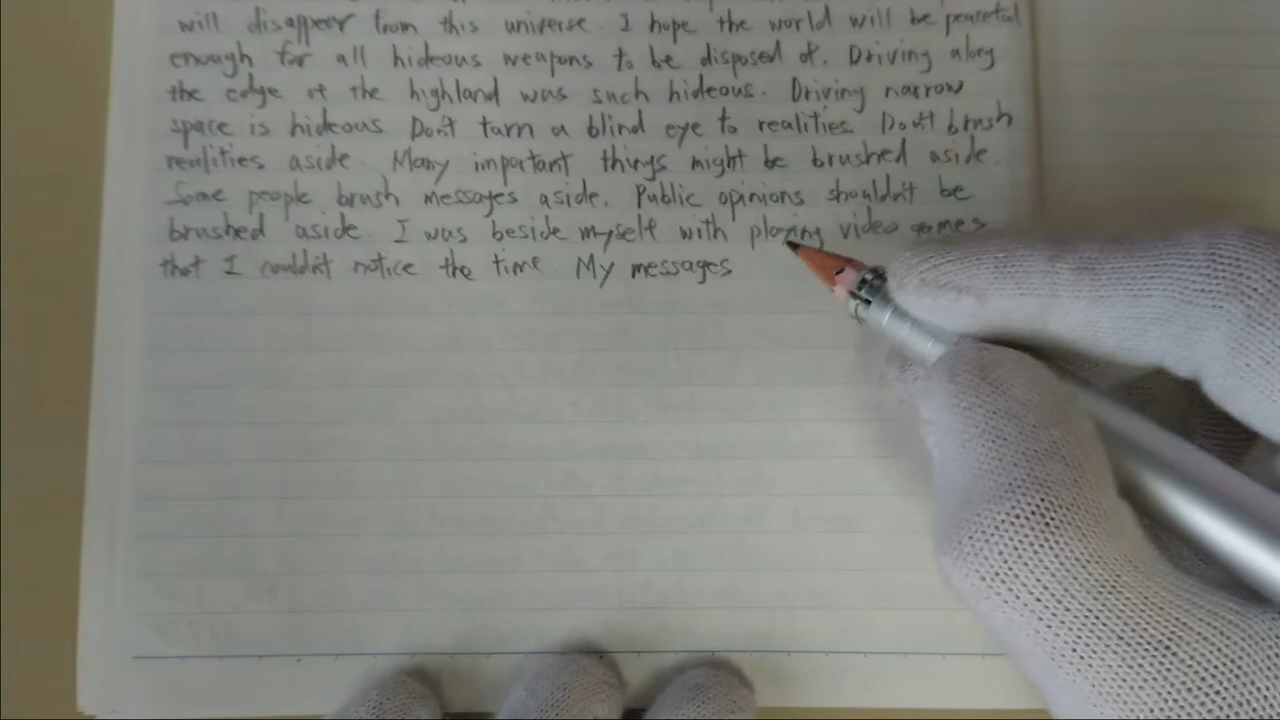 will disappear from this universe. I hope the world will be peaceful
enough for all hideous weapons to be disposed of. Driving along
the edge of the highland was such hideous. Driving narrow
space is hideous. Don't turn a blind eye to realities. Don't brush
realities aside. Many important things might be brushed aside.
Some people brush messages aside. Public opinions shouldn't be
brushed aside. I was beside myself with playing video games
that I couldn't notice the time. My messages